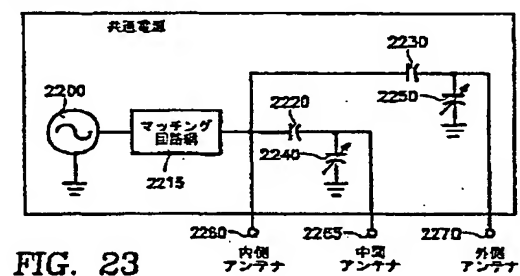 共通電源
2200
マッチング
回路網
2215
2220
2240
2230
2250
2260
内側
アンテナ
2265
中間
アンテナ
2270
外側
アンテナ
FIG. 23